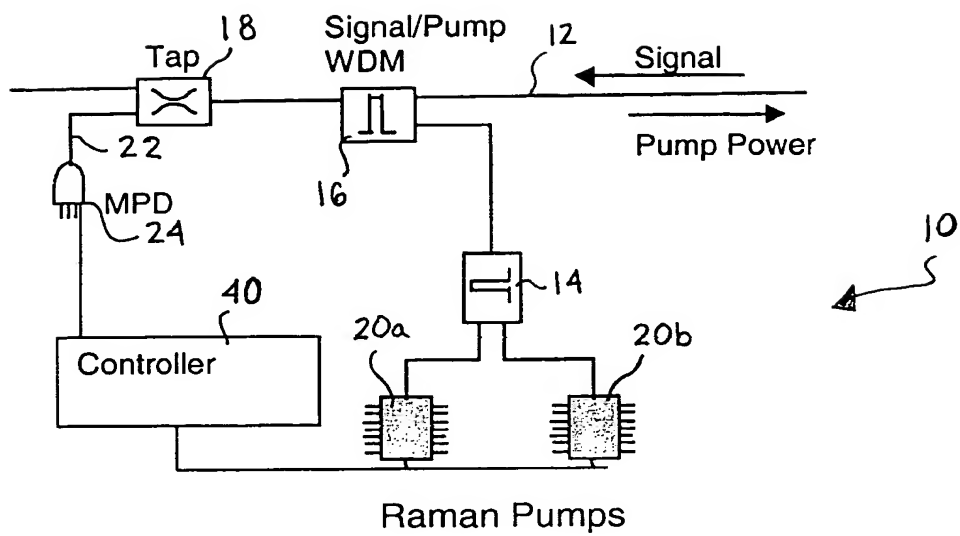 18
Signal/Pump
WDM
12
Tap
Signal
Pump Power
22
16
MPD
24
10
14
40
20a
20b
Controller
Raman Pumps